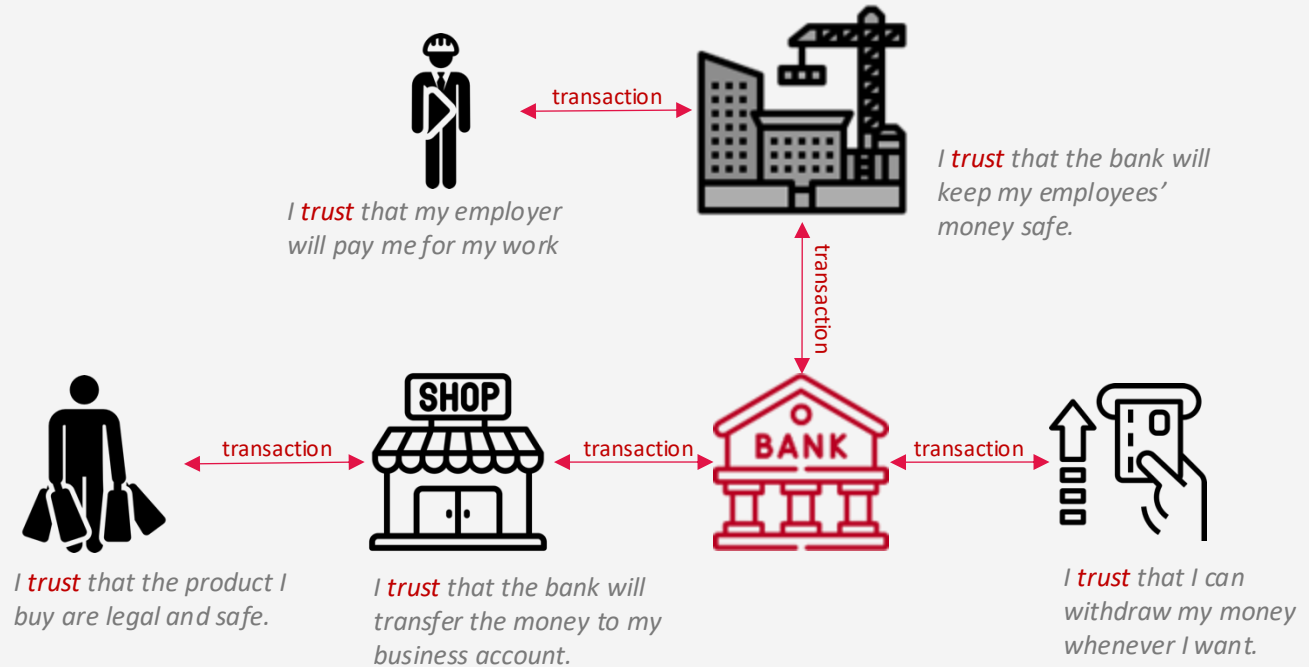 transaction
I trust that my employer
will pay me for my work
I trust that the bank will
keep my employees’
money safe.
transaction
SHOP
BANK
transaction
transaction
transaction
I trust that the product I
buy are legal and safe.
I trust that the bank will
transfer the money to my
business account.
I trust that I can
withdraw my money
whenever I want.